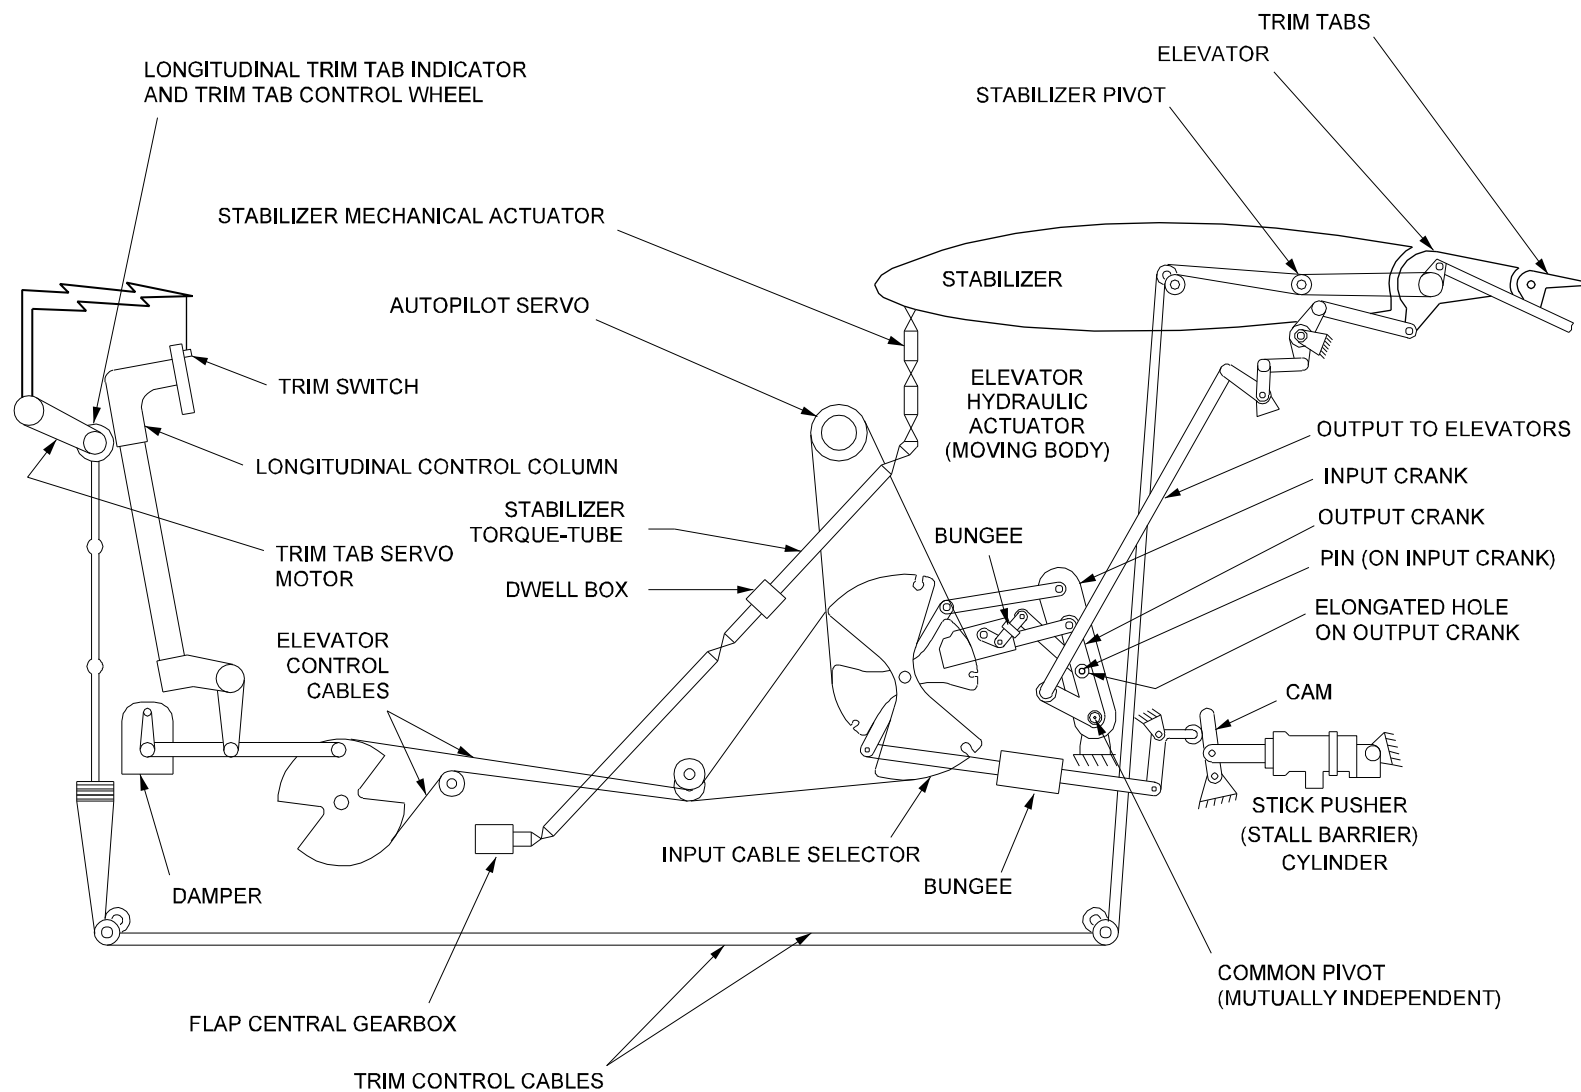 TRIM TABS
ELEVATOR
LONGITUDINAL TRIM TAB INDICATOR
AND TRIM TAB CONTROL WHEEL
STABILIZER PIVOT
STABILIZER MECHANICAL ACTUATOR
STABILIZER
AUTOPILOT SERVO
TRIM SWITCH
ELEVATOR
HYDRAULIC
ACTUATOR
(MOVING BODY)
OUTPUT TO ELEVATORS
LONGITUDINAL CONTROL COLUMN
INPUT CRANK
STABILIZER
TORQUE-TUBE
OUTPUT CRANK
BUNGEE
TRIM TAB SERVO
MOTOR
PIN (ON INPUT CRANK)
DWELL BOX
ELONGATED HOLE
ON OUTPUT CRANK
ELEVATOR
CONTROL
CABLES
CAM
STICK PUSHER
(STALL BARRIER)
CYLINDER
INPUT CABLE SELECTOR
BUNGEE
DAMPER
COMMON PIVOT
(MUTUALLY INDEPENDENT)
FLAP CENTRAL GEARBOX
TRIM CONTROL CABLES